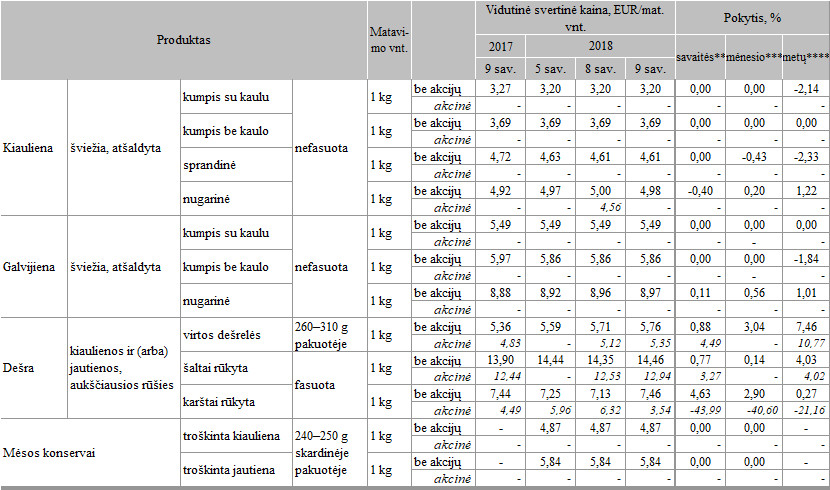 Produktas Matavi- Vidutinė svertinė kaina, EUR/mat. Pokytis, %
mo vnt. vnt.
2017 2018 savaitės** mėnesio*** metų****
9 sav. 5 sav. 8 sav. 9 sav.
Kiauliena šviežia, atšaldyta kumpis su kaulu nefasuota 1 kg be akcijų 3,27 3,20 3,20 3,20 0,00 0,00 -2,14
akcinė - - - - - - -
kumpis be kaulo 1 kg be akcijų 3,69 3,69 3,69 3,69 0,00 0,00 0,00
akcinė - - - - - - -
sprandinė 1 kg be akcijų 4,72 4,63 4,61 4,61 0,00 -0,43 -2,33
akcinė - - - - - - -
nugarinė 1 kg be akcijų 4,92 4,97 5,00 4,98 -0,40 0,20 1,22
akcinė - - 4,56 - - - -
Galvijiena šviežia, atšaldyta kumpis su kaulu nefasuota 1 kg be akcijų 5,49 5,49 5,49 5,49 0,00 0,00 0,00
akcinė - - - - - - -
kumpis be kaulo 1 kg be akcijų 5,97 5,86 5,86 5,86 0,00 0,00 -1,84
akcinė - - - - - - -
nugarinė 1 kg be akcijų 8,88 8,92 8,96 8,97 0,11 0,56 1,01
akcinė - - - - - - -
Dešra kiaulienos ir (arba) jautienos, aukščiausios rūšies virtos dešrelės 260–310 g pakuotėje 1 kg be akcijų 5,36 5,59 5,71 5,76 0,88 3,04 7,46
akcinė 4,83 - 5,12 5,35 4,49 - 10,77
šaltai rūkyta fasuota 1 kg be akcijų 13,90 14,44 14,35 14,46 0,77 0,14 4,03
akcinė 12,44 - 12,53 12,94 3,27 - 4,02
karštai rūkyta 1 kg be akcijų 7,44 7,25 7,13 7,46 4,63 2,90 0,27
akcinė 4,49 5,96 6,32 3,54 -43,99 -40,60 -21,16
Mėsos konservai troškinta kiauliena 240–250 g skardinėje pakuotėje 1 kg be akcijų - 4,87 4,87 4,87 0,00 0,00 -
akcinė - - - - - - -
troškinta jautiena 1 kg be akcijų - 5,84 5,84 5,84 0,00 0,00 -
akcinė - - - - - - -